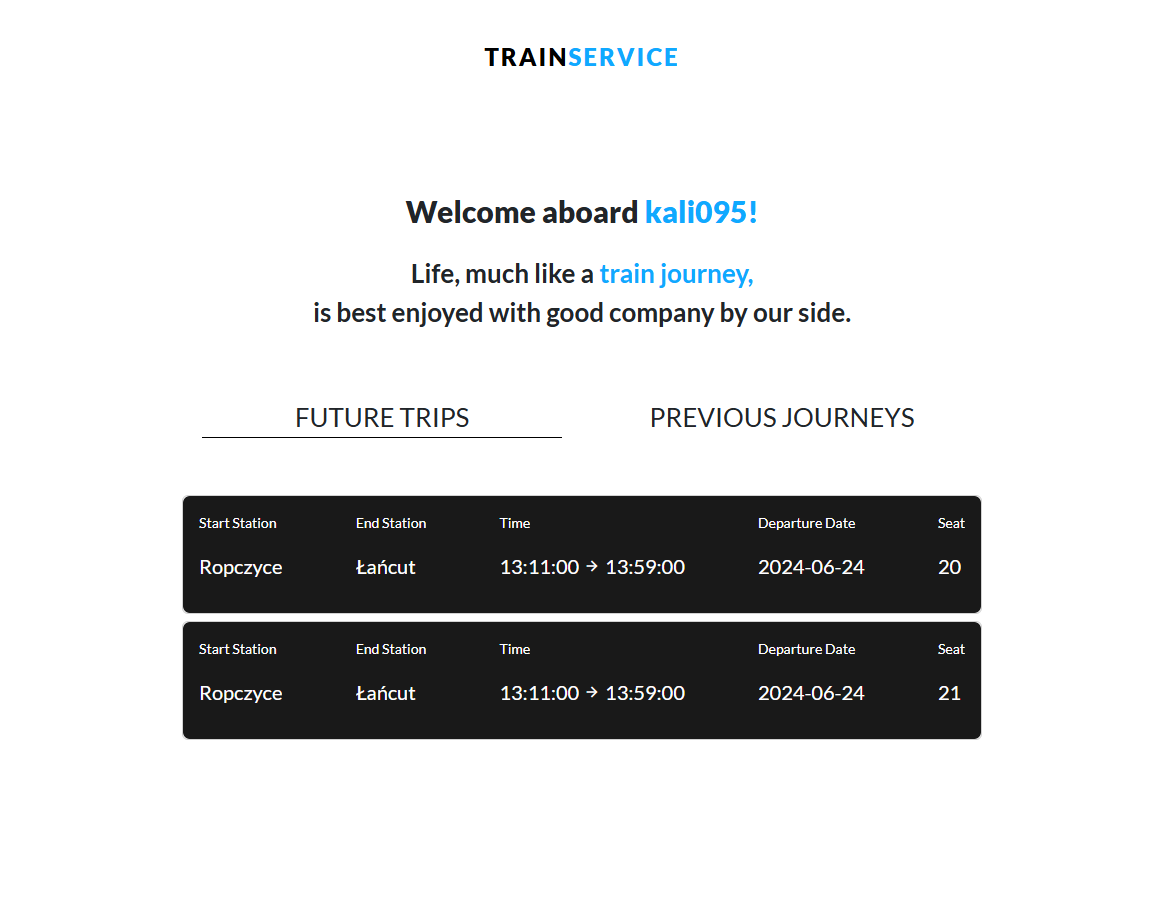 TRAINSERVICE
Welcome aboard kali095!
Life, much like a train journey,
is best enjoyed with good company by our side.
FUTURE TRIPS PREVIOUS JOURNEYS
Start Station End Station Time Departure Date Seat
Ropczyce Łańcut 13:11:00 → 13:59:00 2024-06-24 20
Start Station End Station Time Departure Date Seat
Ropczyce Łańcut 13:11:00 → 13:59:00 2024-06-24 21